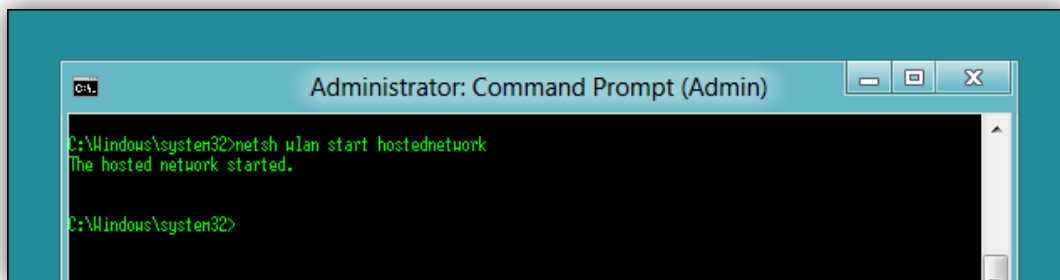 Administrator: Command Prompt (Admin)
C:\Windows\system32>netsh wlan start hostednetwork
The hosted network started.
C:\Windows\system32>